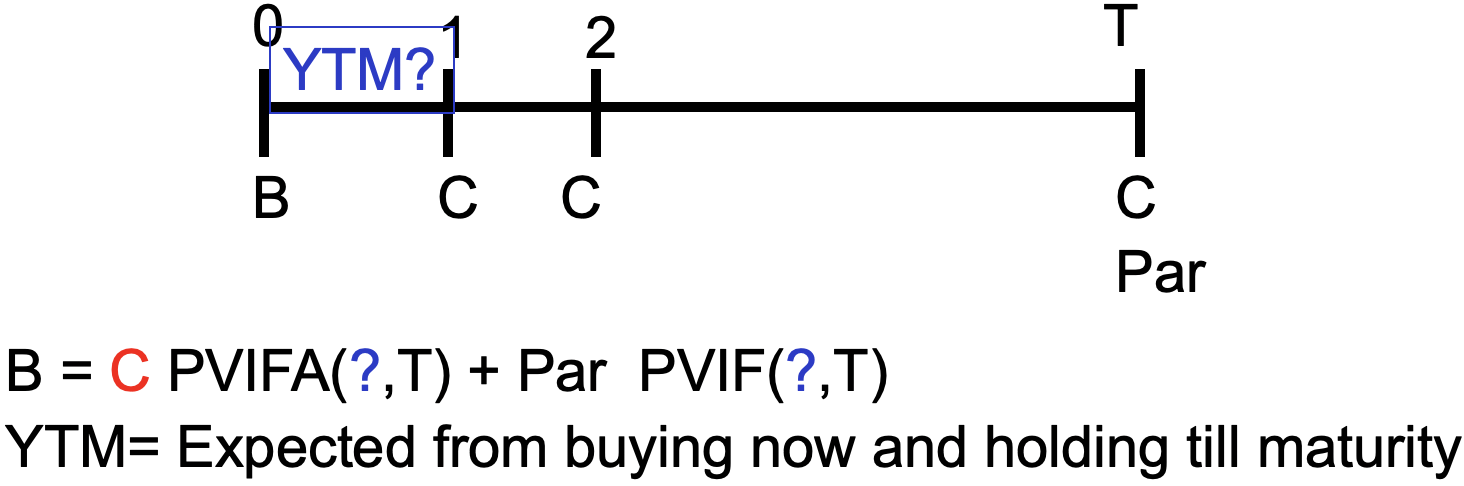 0 1 2 T
YTM?
B C C C
Par
B = C PVIFA(?,T) + Par PVIF(?,T)
YTM= Expected from buying now and holding till maturity